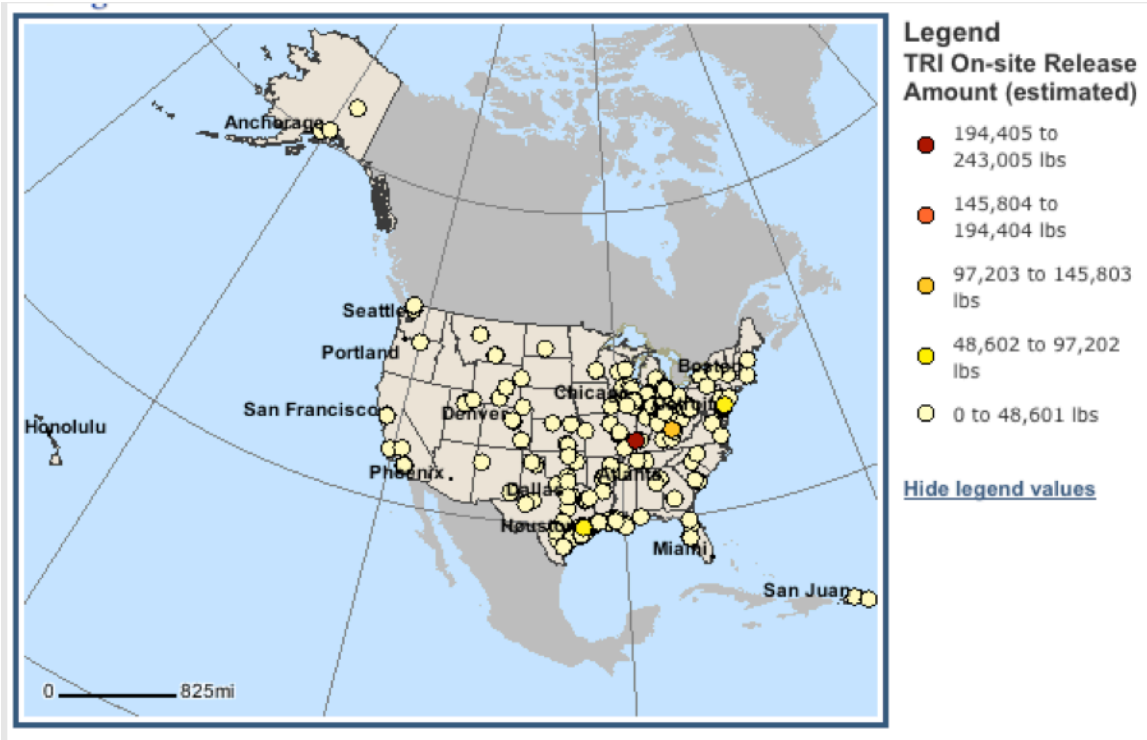 Legend
TRI On-site Release
Amount (estimated)
194,405 to
243,005 lbs
145,804 to
194,404 lbs
97,203 to 145,803
lbs
48,602 to 97,202
lbs
0 to 48,601 lbs
Hide legend values
Anchorage
Seattle
Portland
Boston
Chicago
Detroit
San Francisco
Denver
Honolulu
Phoenix
Atlanta
Dallas
Houston
Miami
San Juan
0 825mi